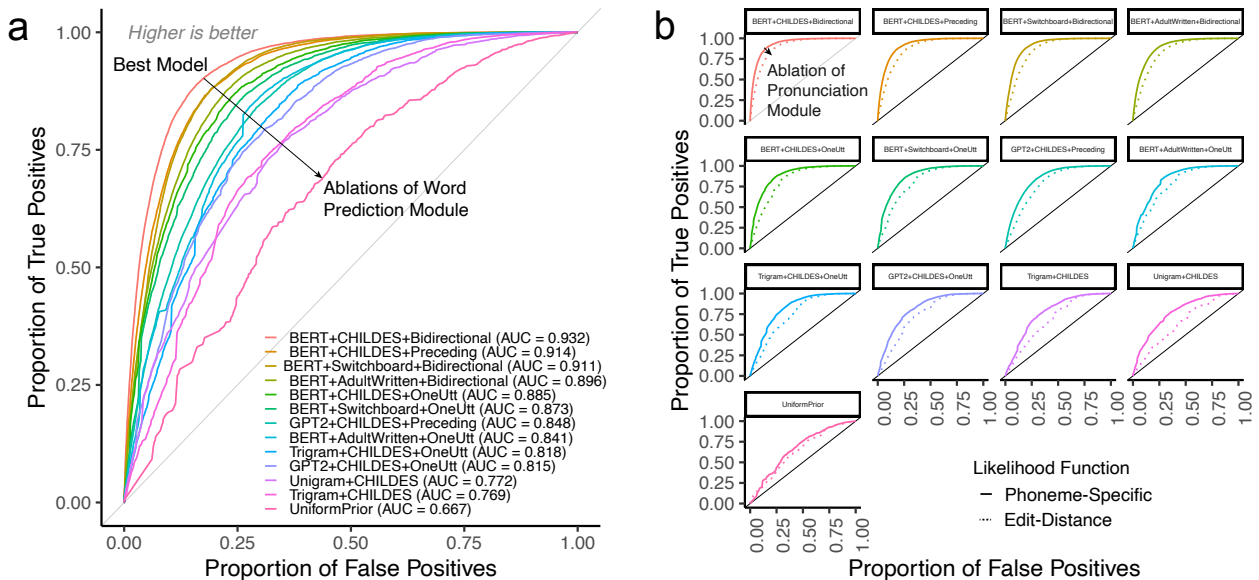 a
Higher is better
Best Model
Ablations of Word
Prediction Module
BERT+CHILDES+Bidirectional (AUC = 0.932)
BERT+CHILDES+Preceding (AUC = 0.914)
BERT+Switchboard+Bidirectional (AUC = 0.911)
BERT+AdultWritten+Bidirectional (AUC = 0.896)
BERT+CHILDES+OneUtt (AUC = 0.885)
BERT+Switchboard+OneUtt (AUC = 0.873)
GPT2+CHILDES+Preceding (AUC = 0.848)
BERT+AdultWritten+OneUtt (AUC = 0.841)
Trigram+CHILDES+OneUtt (AUC = 0.818)
GPT2+CHILDES+OneUtt (AUC = 0.815)
Unigram+CHILDES (AUC = 0.772)
Trigram+CHILDES (AUC = 0.769)
UniformPrior (AUC = 0.667)
Proportion of True Positives
1.00
0.75
0.50
0.25
0.00
0.00 0.25 0.50 0.75 1.00
Proportion of False Positives
b
BERT+CHILDES+Bidirectional BERT+CHILDES+Preceding BERT+Switchboard+Bidirectional BERT+AdultWritten+Bidirectional
1.00
0.75
0.50
0.25
0.00
Ablation of
Pronunciation
Module
BERT+CHILDES+OneUtt BERT+Switchboard+OneUtt GPT2+CHILDES+Preceding BERT+AdultWritten+OneUtt
1.00
0.75
0.50
0.25
0.00
Trigram+CHILDES+OneUtt GPT2+CHILDES+OneUtt Trigram+CHILDES Unigram+CHILDES
1.00
0.75
0.50
0.25
0.00
0.00 0.25 0.50 0.75 1.00 0.00 0.25 0.50 0.75 1.00 0.00 0.25 0.50 0.75 1.00
UniformPrior
1.00
0.75
0.50
0.25
0.00
0.00 0.25 0.50 0.75 1.00
Proportion of True Positives
Proportion of False Positives
Likelihood Function
Phoneme-Specific
Edit-Distance